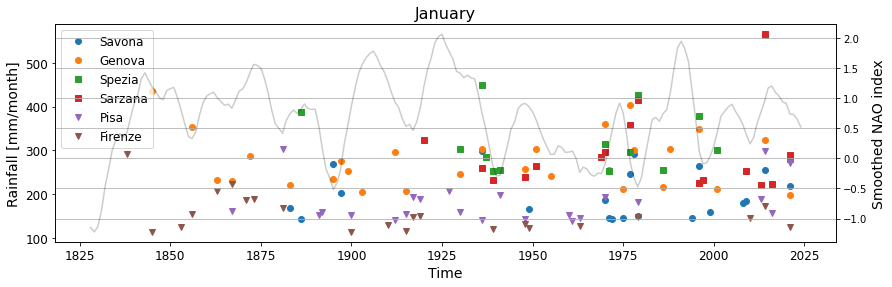 January
Savona
Genova
Spezia
Sarzana
Pisa
Firenze
Rainfall [mm/month]
500
400
300
200
100
2.0
1.5
1.0
0.5
0.0
−0.5
−1.0
Smoothed NAO index
1825 1850 1875 1900 1925 1950 1975 2000 2025
Time